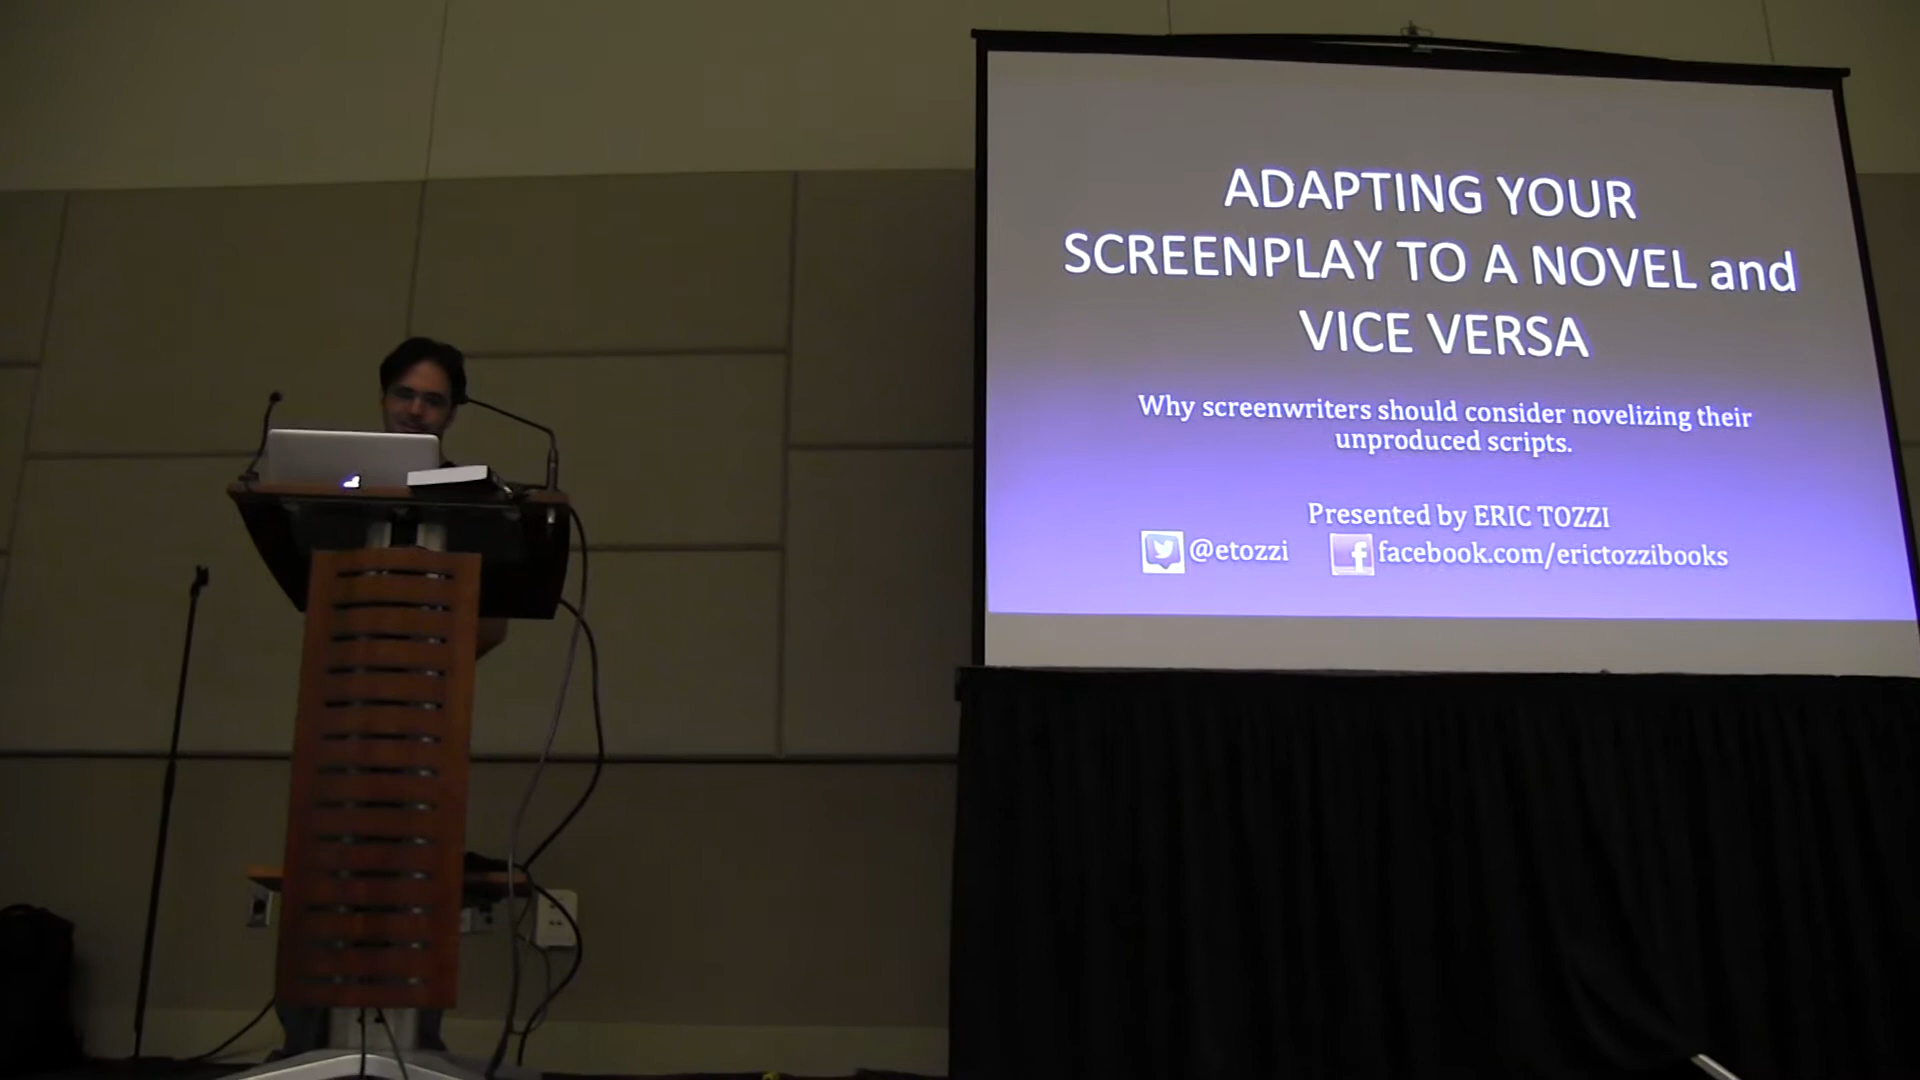 ADAPTING YOUR
SCREENPLAY TO A NOVEL and
VICE VERSA
Why screenwriters should consider novelizing their
unproduced scripts.
Presented by ERIC TOZZI
@etozzi facebook.com/erictozzibooks